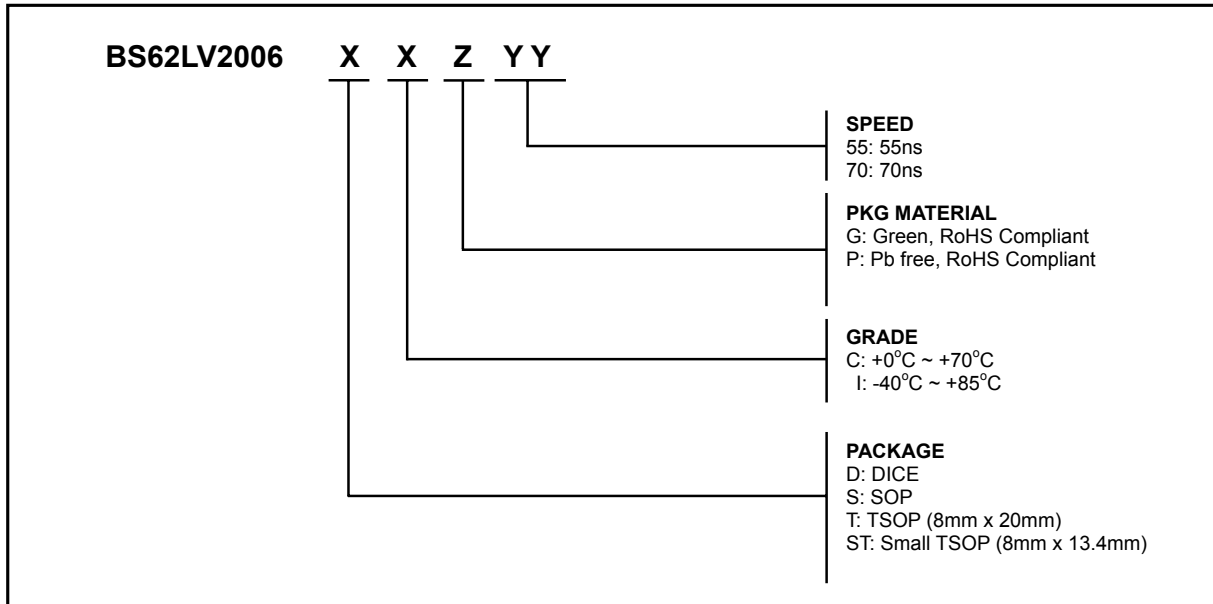 BS62LV2006 X X Z Y Y
SPEED
55: 55ns
70: 70ns
PKG MATERIAL
G: Green, RoHS Compliant
P: Pb free, RoHS Compliant
GRADE
C: +0°C ~ +70°C
I: -40°C ~ +85°C
PACKAGE
D: DICE
S: SOP
T: TSOP (8mm x 20mm)
ST: Small TSOP (8mm x 13.4mm)